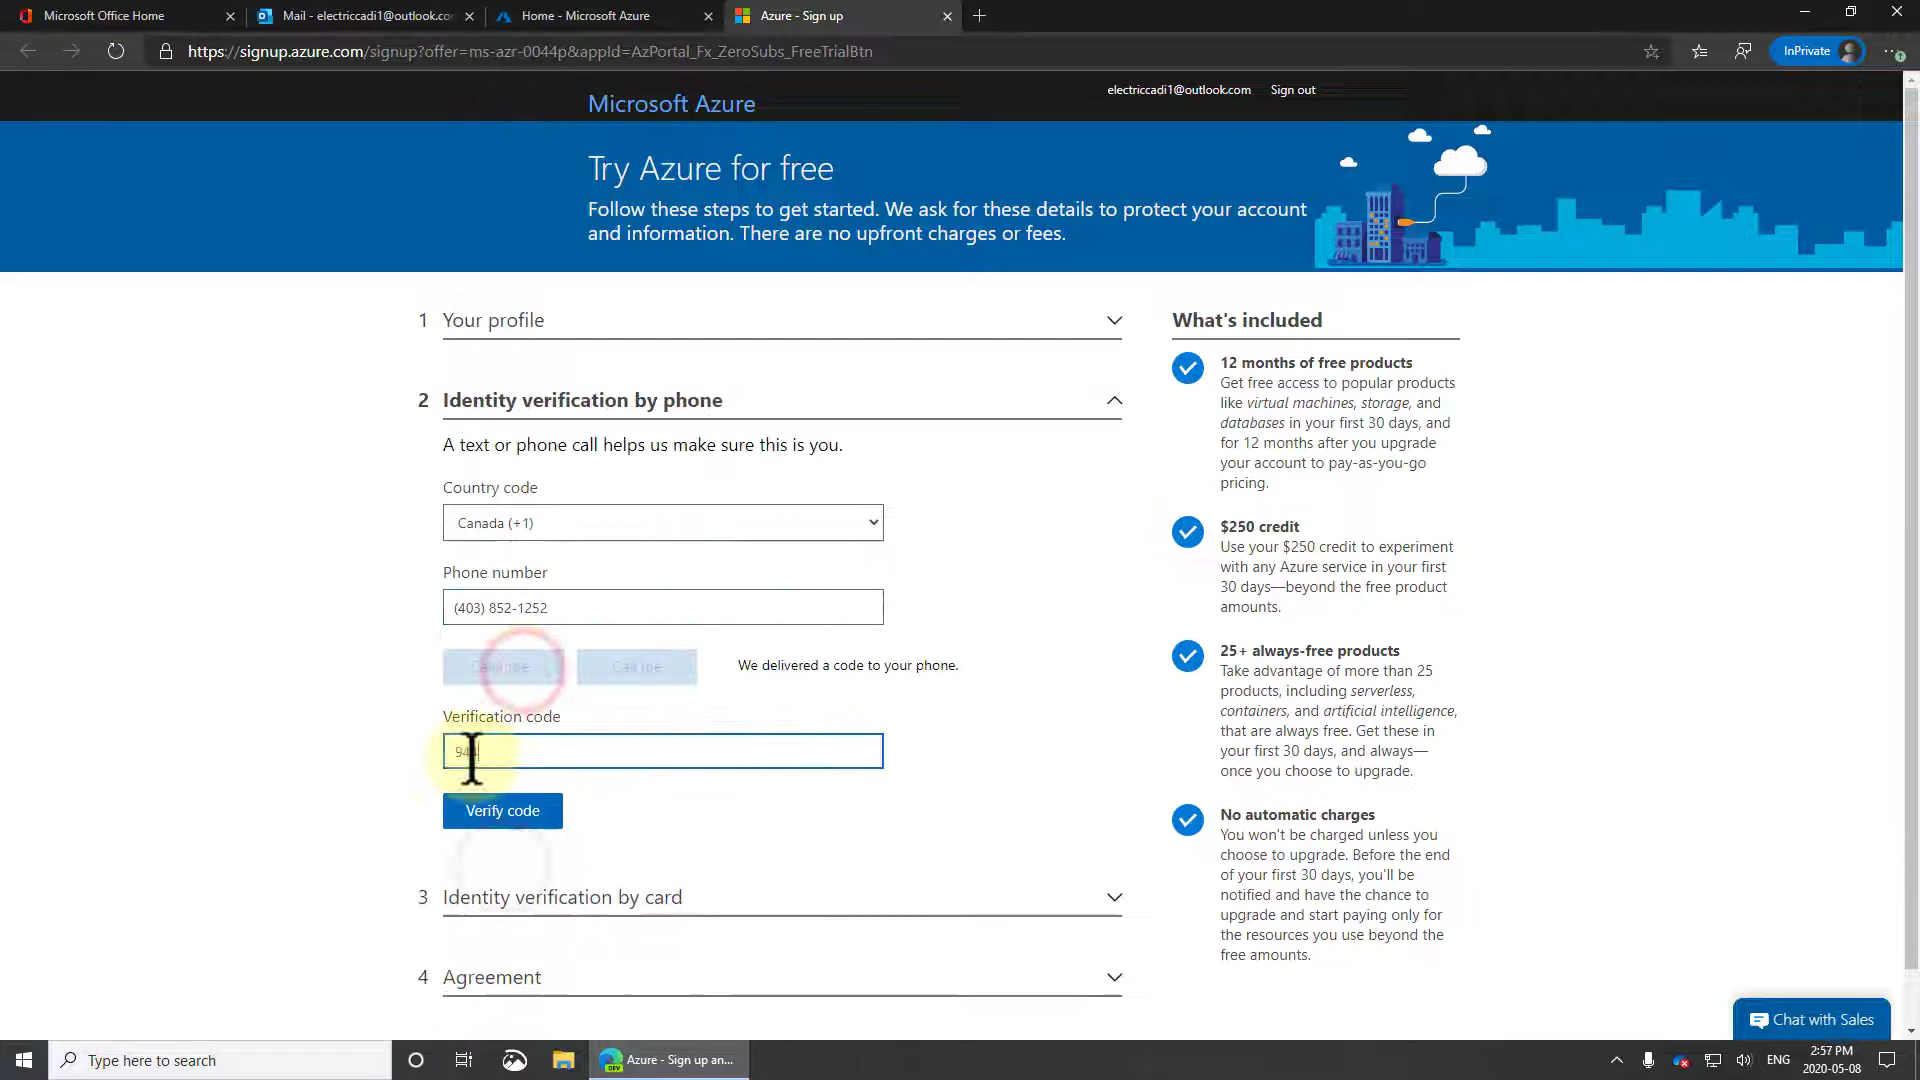 Microsoft Office Home
Mail - electriccadi1@outlook.co
Home - Microsoft Azure
Azure - Sign up
https://signup.azure.com/signup?offer=ms-azr-0044p&appId=AzPortal_Fx_ZeroSubs_FreeTrialBtn
InPrivate
Microsoft Azure
electriccadi1@outlook.com
Sign out
Try Azure for free
Follow these steps to get started. We ask for these details to protect your account
and information. There are no upfront charges or fees.
1 Your profile
2 Identity verification by phone
A text or phone call helps us make sure this is you.
Country code
Canada (+1)
Phone number
(403) 852-1252
Call me
We delivered a code to your phone.
Verification code
Verify code
3 Identity verification by card
4 Agreement
What's included
12 months of free products
Get free access to popular products
like virtual machines, storage, and
databases in your first 30 days, and
for 12 months after you upgrade
your account to pay-as-you-go
pricing.
$250 credit
Use your $250 credit to experiment
with any Azure service in your first
30 days—beyond the free product
amounts.
25+ always-free products
Take advantage of more than 25
products, including serverless,
containers, and artificial intelligence,
that are always free. Get these in
your first 30 days, and always—
once you choose to upgrade.
No automatic charges
You won't be charged unless you
choose to upgrade. Before the end
of your first 30 days, you'll be
notified and have the chance to
upgrade and start paying only for
the resources you use beyond the
free amounts.
Chat with Sales
Type here to search
DEV
Azure - Sign up an...
ENG
2:57 PM
2020-05-08